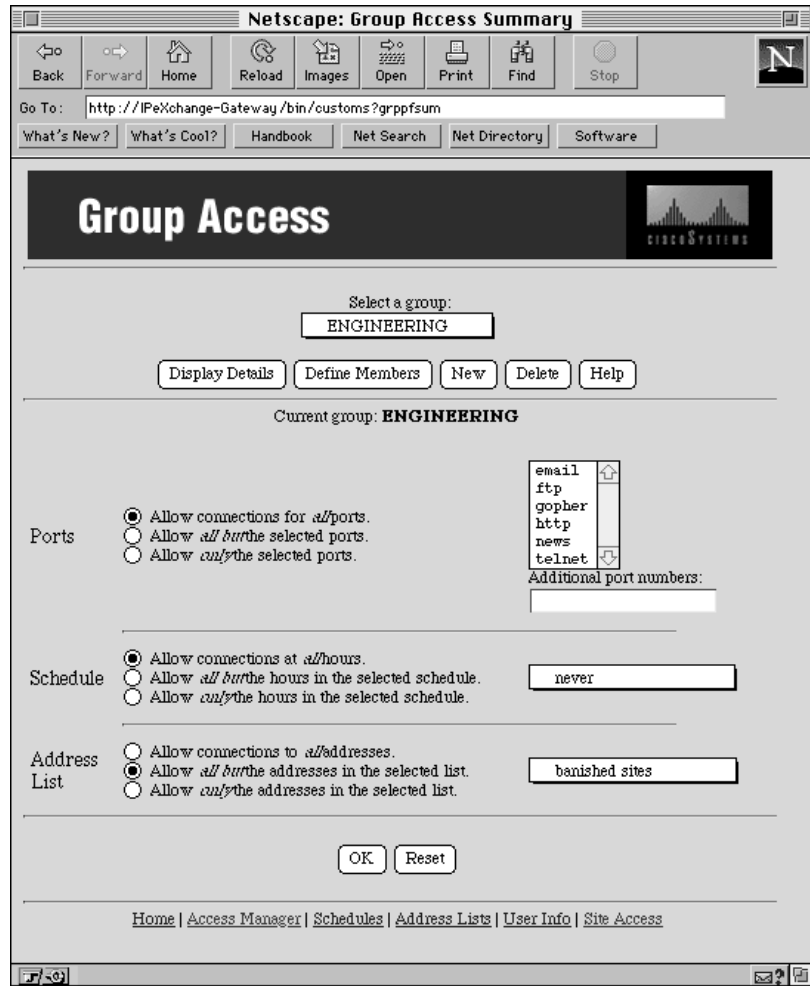 Netscape: Group Access Summary
Back Forward Home Reload Images Open Print Find Stop
N
Go To: http://IPeXchange-Gateway/bin/customs?grppfsum
What's New? What's Cool? Handbook Net Search Net Directory Software
Group Access
CISCO SYSTEMS
Select a group:
ENGINEERING
Display Details Define Members New Delete Help
Current group: ENGINEERING
Ports
Allow connections for all ports.
Allow all but the selected ports.
Allow only the selected ports.
email
ftp
gopher
http
news
telnet
Additional port numbers:
Schedule
Allow connections at all hours.
Allow all but the hours in the selected schedule.
Allow only the hours in the selected schedule.
never
Address
List
Allow connections to all addresses.
Allow all but the addresses in the selected list.
Allow only the addresses in the selected list.
banished sites
OK Reset
Home | Access Manager | Schedules | Address Lists | User Info | Site Access
?